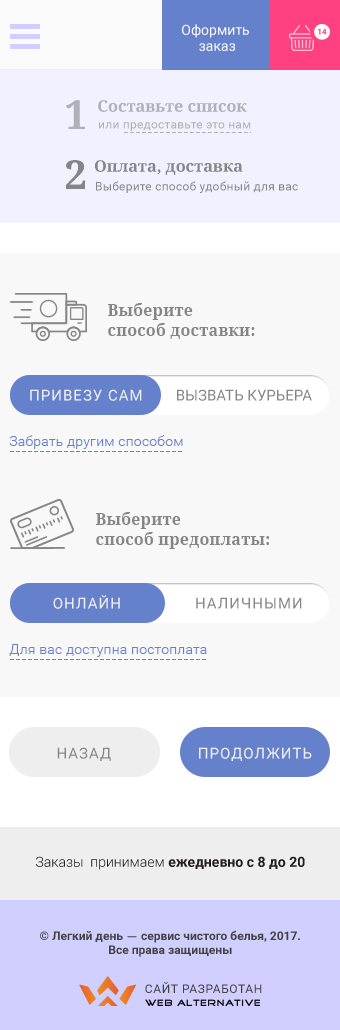 Оформить
заказ
14
1 Составьте список
или предоставьте это нам
2 Оплата, доставка
Выберите способ удобный для вас
Выберите
способ доставки:
ПРИВЕЗУ САМ ВЫЗВАТЬ КУРЬЕРА
Забрать другим способом
Выберите
способ предоплаты:
ОНЛАЙН НАЛИЧНЫМИ
Для вас доступна постоплата
НАЗАД ПРОДОЛЖИТЬ
Заказы принимаем ежедневно с 8 до 20
© Легкий день — сервис чистого белья, 2017.
Все права защищены
САЙТ РАЗРАБОТАН
WEB ALTERNATIVE